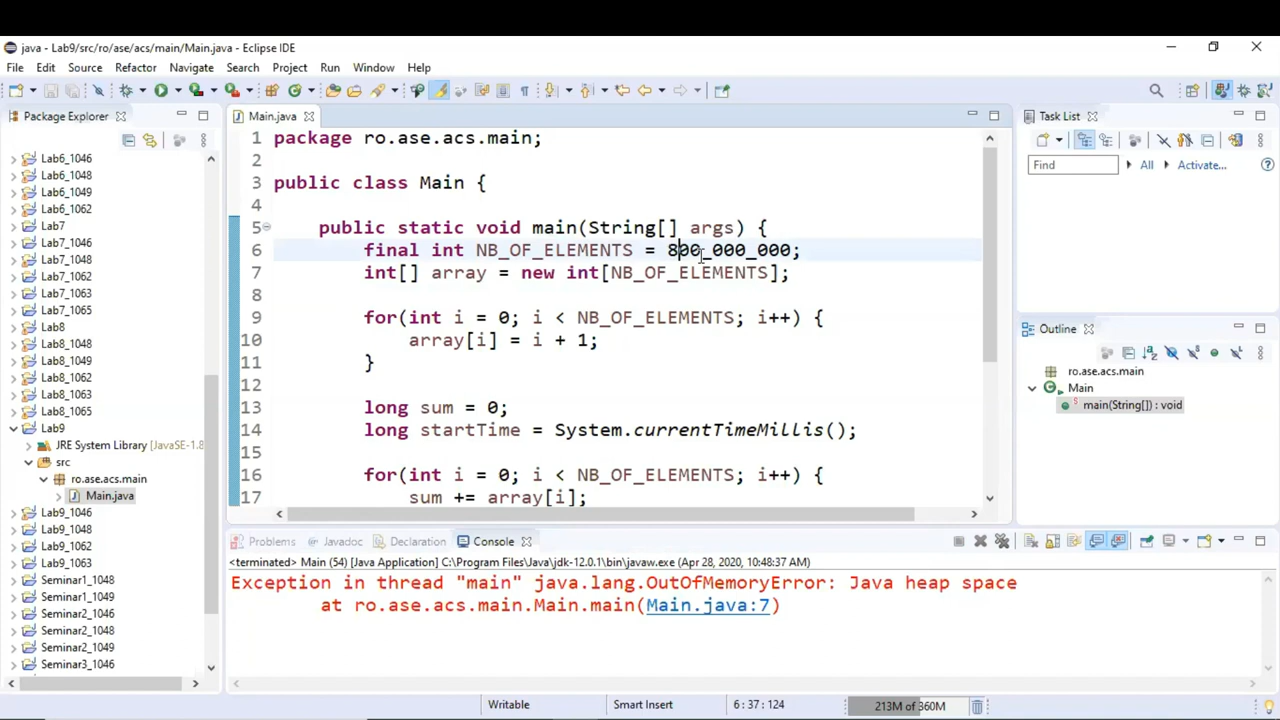 java - Lab9/src/ro/ase/acs/main/Main.java - Eclipse IDE
File Edit Source Refactor Navigate Search Project Run Window Help
Package Explorer
Lab6_1046
Lab6_1048
Lab6_1049
Lab6_1062
Lab7
Lab7_1046
Lab7_1048
Lab7_1049
Lab7_1063
Lab7_1065
Lab8
Lab8_1048
Lab8_1049
Lab8_1062
Lab8_1063
Lab8_1065
Lab9
JRE System Library [JavaSE-1.8
src
ro.ase.acs.main
Main.java
Lab9_1046
Lab9_1048
Lab9_1062
Lab9_1063
Seminar1_1048
Seminar1_1049
Seminar2_1046
Seminar2_1048
Seminar2_1049
Seminar3_1046
Main.java
1 package ro.ase.acs.main;
2
3 public class Main {
4
5 public static void main(String[] args) {
6 final int NB_OF_ELEMENTS = 800_000_000;
7 int[] array = new int[NB_OF_ELEMENTS];
8
9 for(int i = 0; i < NB_OF_ELEMENTS; i++) {
10 array[i] = i + 1;
11 }
12
13 long sum = 0;
14 long startTime = System.currentTimeMillis();
15
16 for(int i = 0; i < NB_OF_ELEMENTS; i++) {
17 sum += array[i];
Task List
Find All Activate...
Outline
ro.ase.acs.main
Main
main(String[]) : void
Problems Javadoc Declaration Console
<terminated> Main (54) [Java Application] C:\Program Files\Java\jdk-12.0.1\bin\javaw.exe (Apr 28, 2020, 10:48:37 AM)
Exception in thread "main" java.lang.OutOfMemoryError: Java heap space
at ro.ase.acs.main.Main.main(Main.java:7)
Writable Smart Insert 6 : 37 : 124 213M of 360M